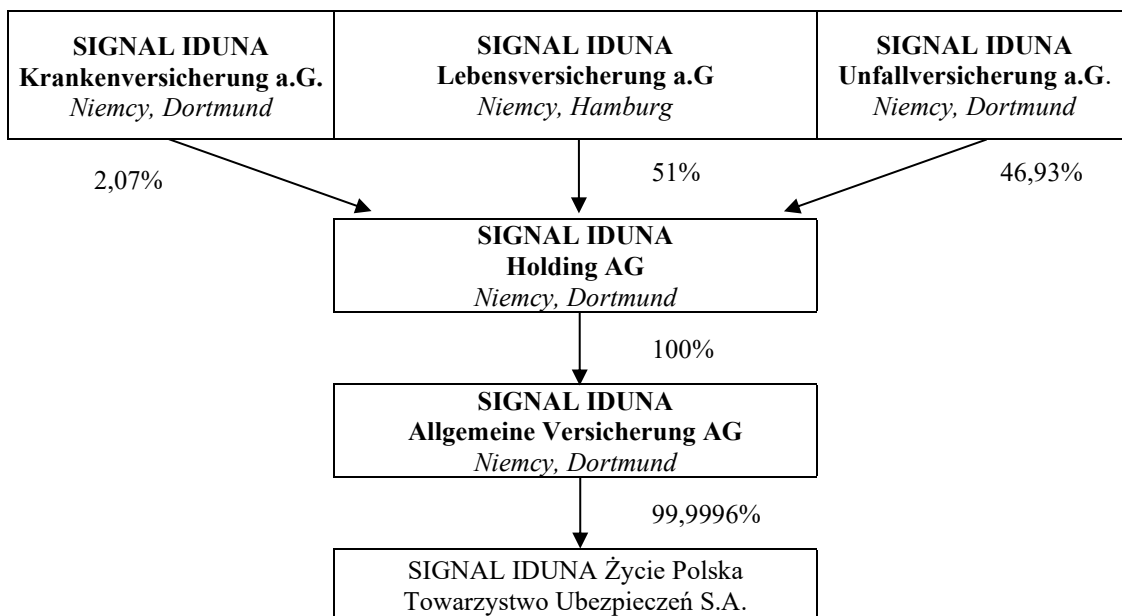 SIGNAL IDUNA
Krankenversicherung a.G.
Niemcy, Dortmund
SIGNAL IDUNA
Lebensversicherung a.G
Niemcy, Hamburg
SIGNAL IDUNA
Unfallversicherung a.G.
Niemcy, Dortmund
2,07%
51%
46,93%
SIGNAL IDUNA
Holding AG
Niemcy, Dortmund
100%
SIGNAL IDUNA
Allgemeine Versicherung AG
Niemcy, Dortmund
99,9996%
SIGNAL IDUNA Życie Polska
Towarzystwo Ubezpieczeń S.A.